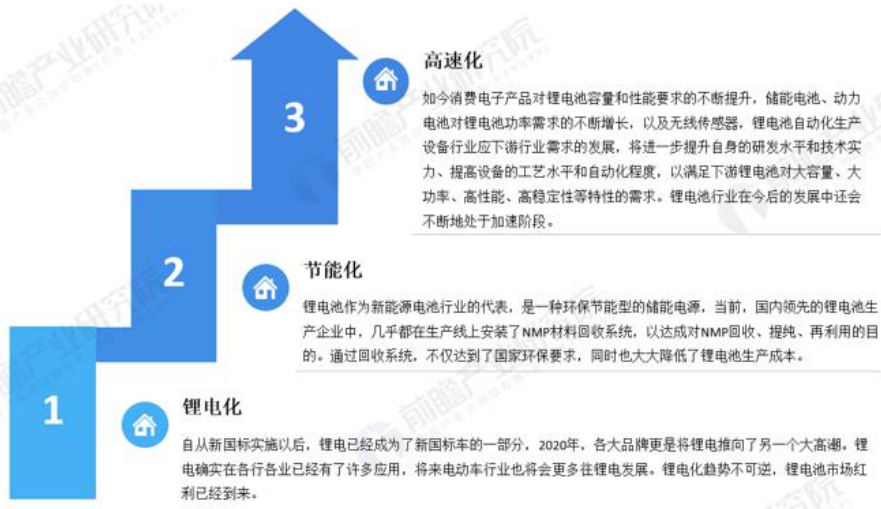 3
高速化
如今消费电子产品对锂电池容量和性能要求的不断提升，储能电池、动力
电池对锂电池功率需求的不断增长，以及无线传感器，锂电池自动化生产
设备行业应下游行业需求的发展，将进一步提升自身的研发水平和技术实
力、提高设备的工艺水平和自动化程度，以满足下游锂电池对大容量、大
功率、高性能、高稳定性等特性的需求。锂电池行业在今后的发展中还会
不断地处于加速阶段。
2
节能化
锂电池作为新能源电池行业的代表，是一种环保节能型的储能电源，当前，国内领先的锂电池生
产企业中，几乎都在生产线上安装了NMP材料回收系统，以达成对NMP回收、提纯、再利用的目
的。通过回收系统，不仅达到了国家环保要求，同时也大大降低了锂电池生产成本。
1
锂电化
自从新国标实施以后，锂电已经成为了新国标车的一部分，2020年，各大品牌更是将锂电推向了另一个大高潮。锂
电确实在各行各业已经有了许多应用，将来电动车行业也将会更多往锂电发展。锂电化趋势不可逆，锂电池市场红
利已经到来。
前瞻产业研究院